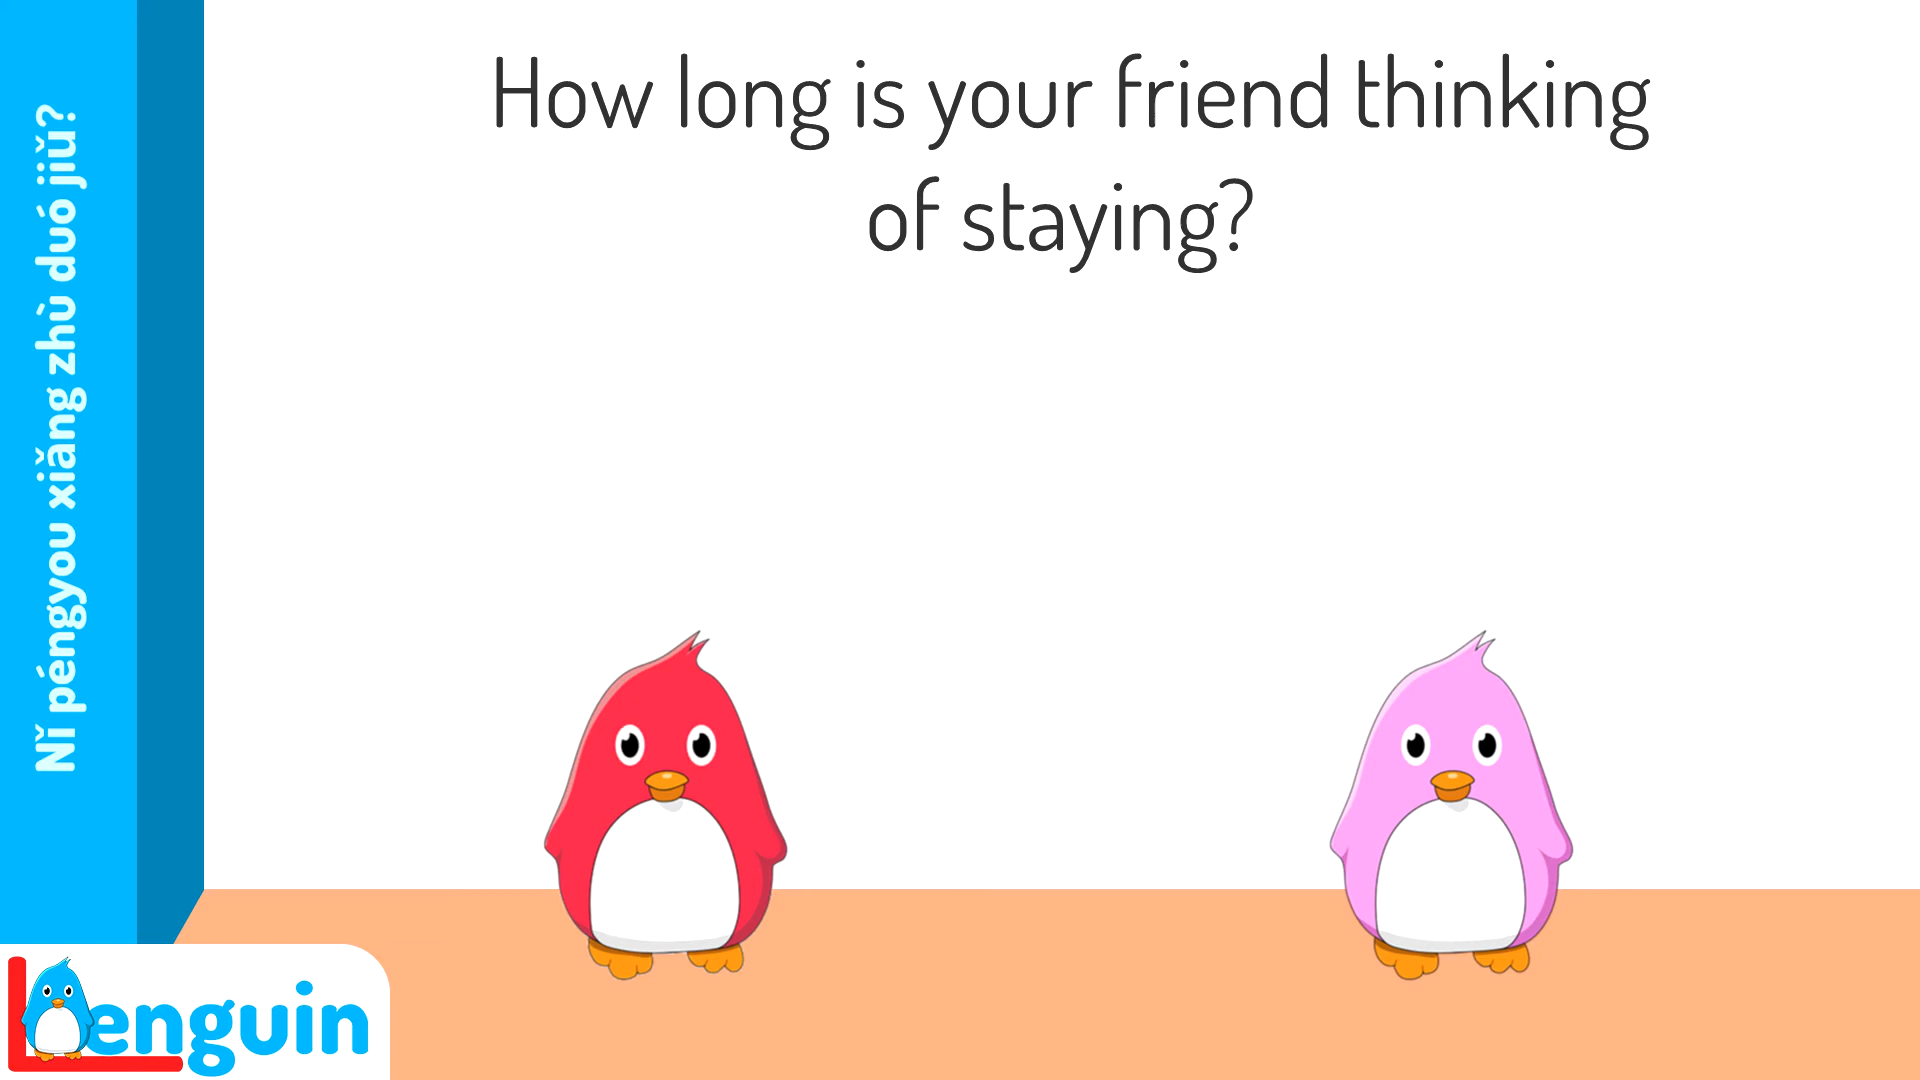 How long is your friend thinking
of staying?
Nǐ péngyou xiǎng zhù duó jiǔ?
Lenguin